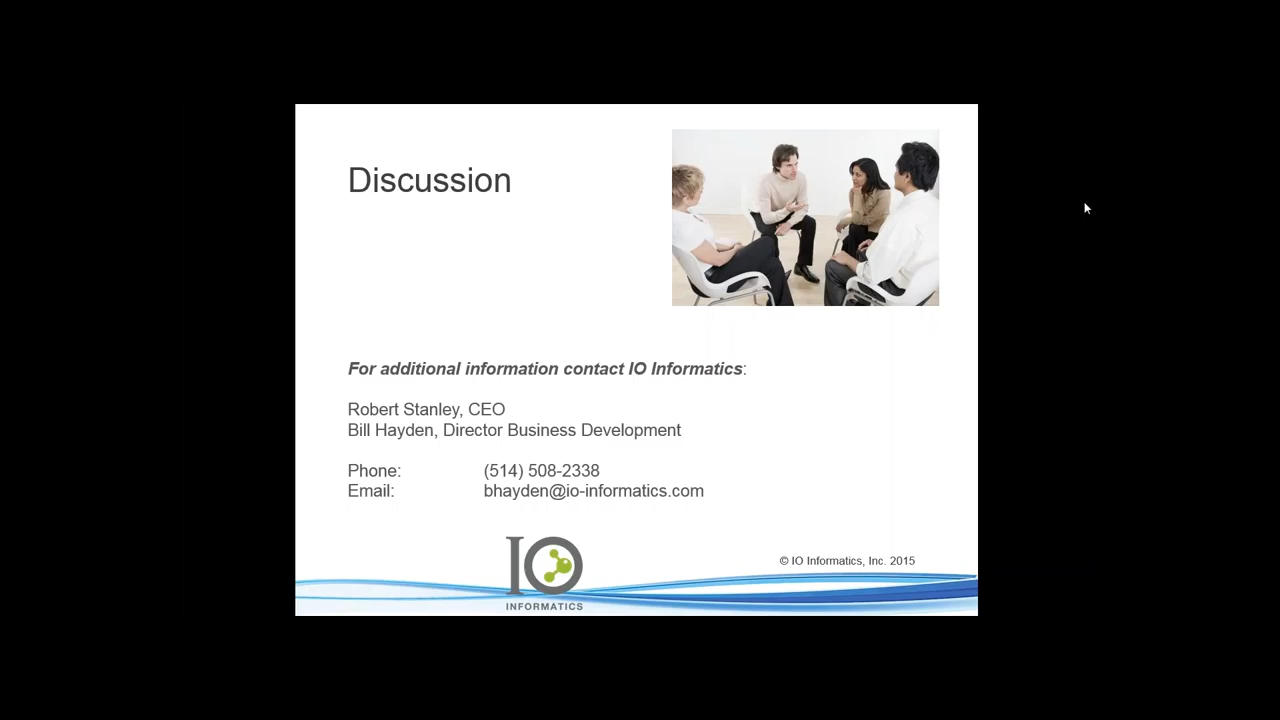 Discussion
For additional information contact IO Informatics:
Robert Stanley, CEO
Bill Hayden, Director Business Development
Phone: (514) 508-2338
Email: bhayden@io-informatics.com
IO
INFORMATICS
© IO Informatics, Inc. 2015